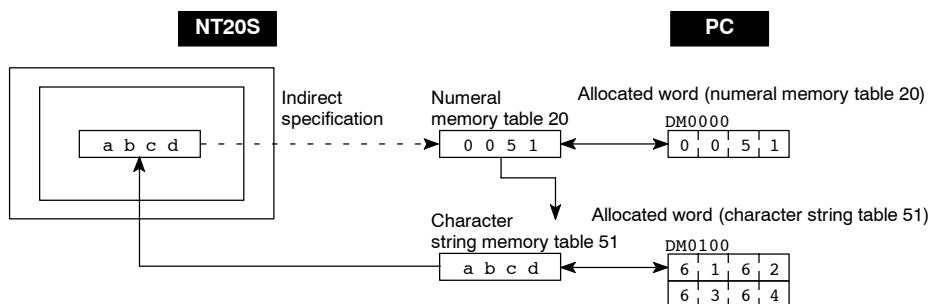 NT20S
PC
Indirect
specification
Numeral
memory table 20
Allocated word (numeral memory table 20)
DM0000
a b c d
0 0 5 1
0 0 5 1
Character
string memory table 51
Allocated word (character string table 51)
DM0100
a b c d
6 1 6 2
6 3 6 4